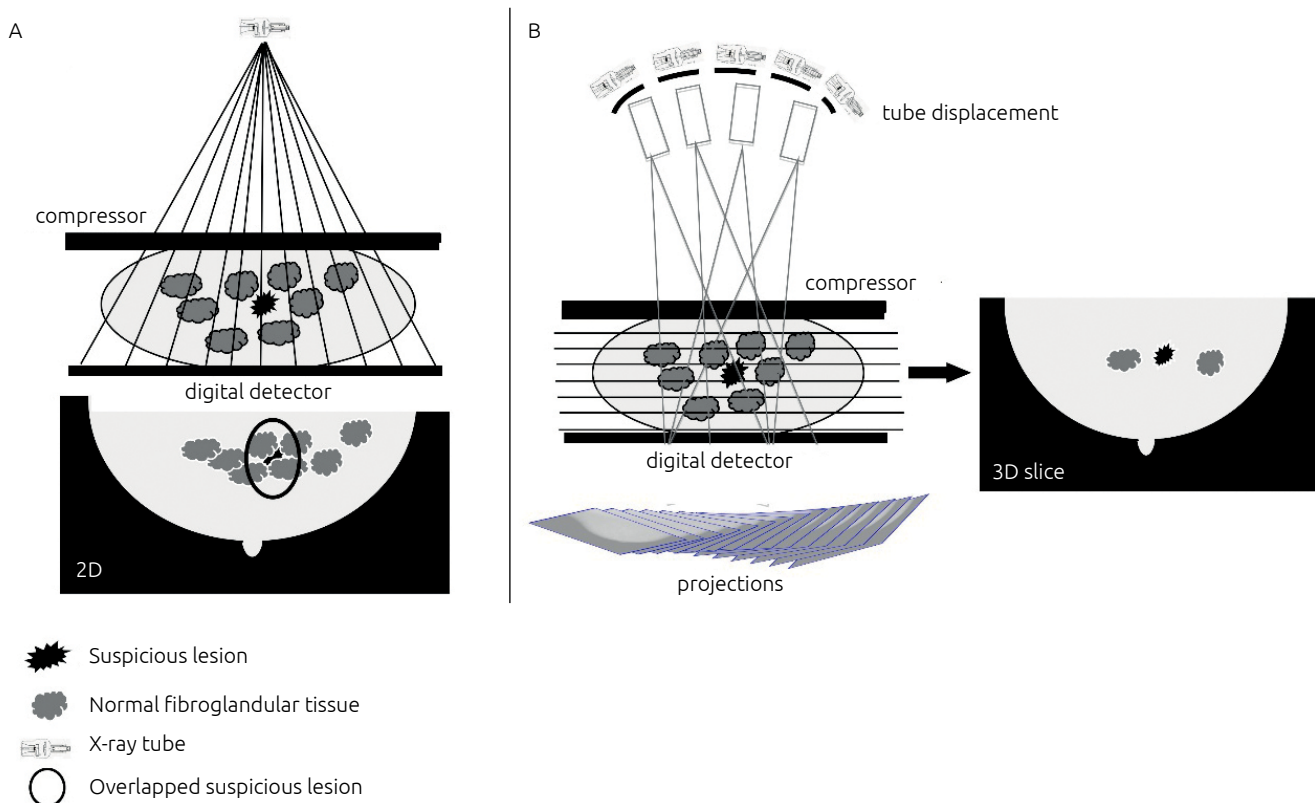 A
compressor
digital detector
2D
B
tube displacement
compressor
digital detector
3D slice
projections
Suspicious lesion
Normal fibroglandular tissue
X-ray tube
Overlapped suspicious lesion